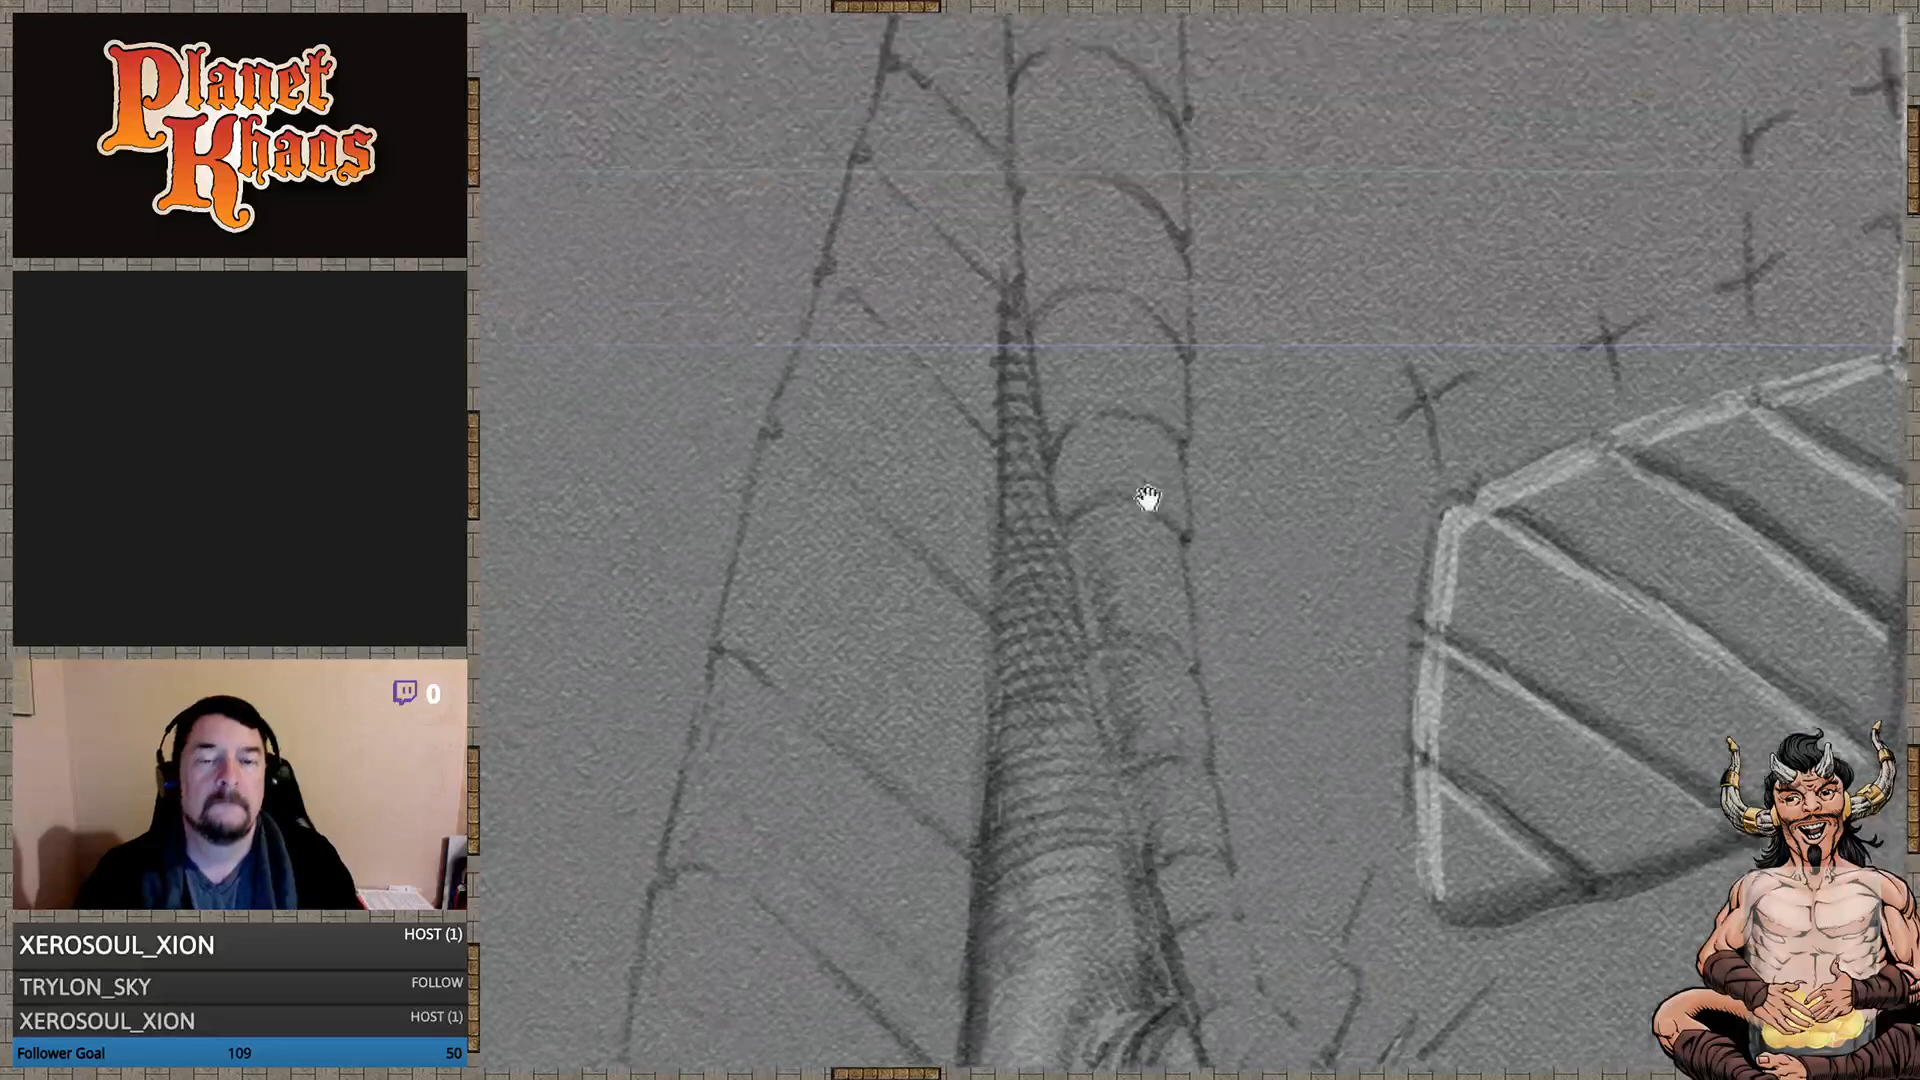 Planet
Khaos
0
XEROSOUL_XION HOST (1)
TRYLON_SKY FOLLOW
XEROSOUL_XION HOST (1)
Follower Goal 109 50